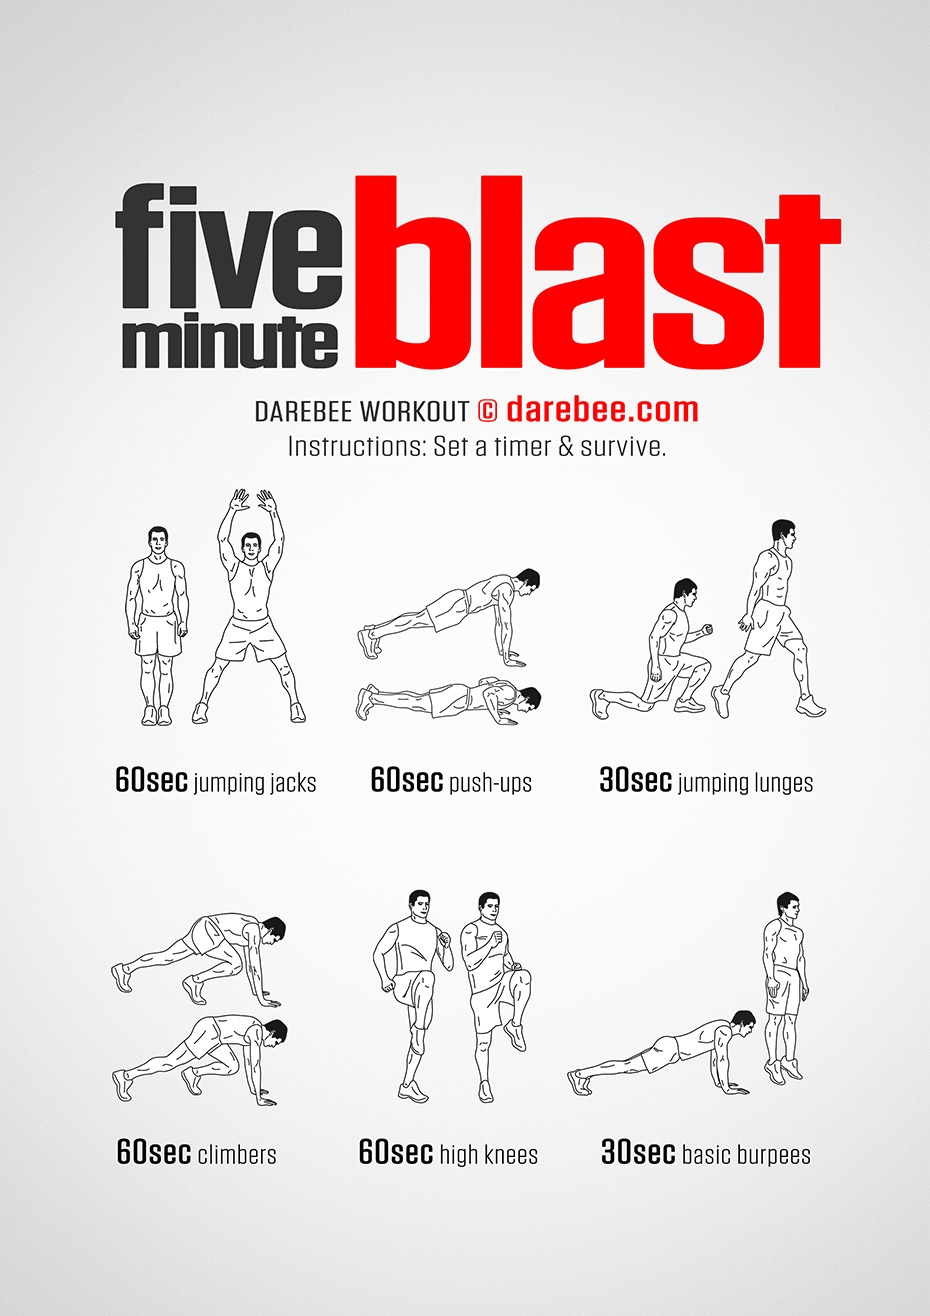 five
minute
blast
DAREBEE WORKOUT © darebee.com
Instructions: Set a timer & survive.
60sec jumping jacks
60sec push-ups
30sec jumping lunges
60sec climbers
60sec high knees
30sec basic burpees